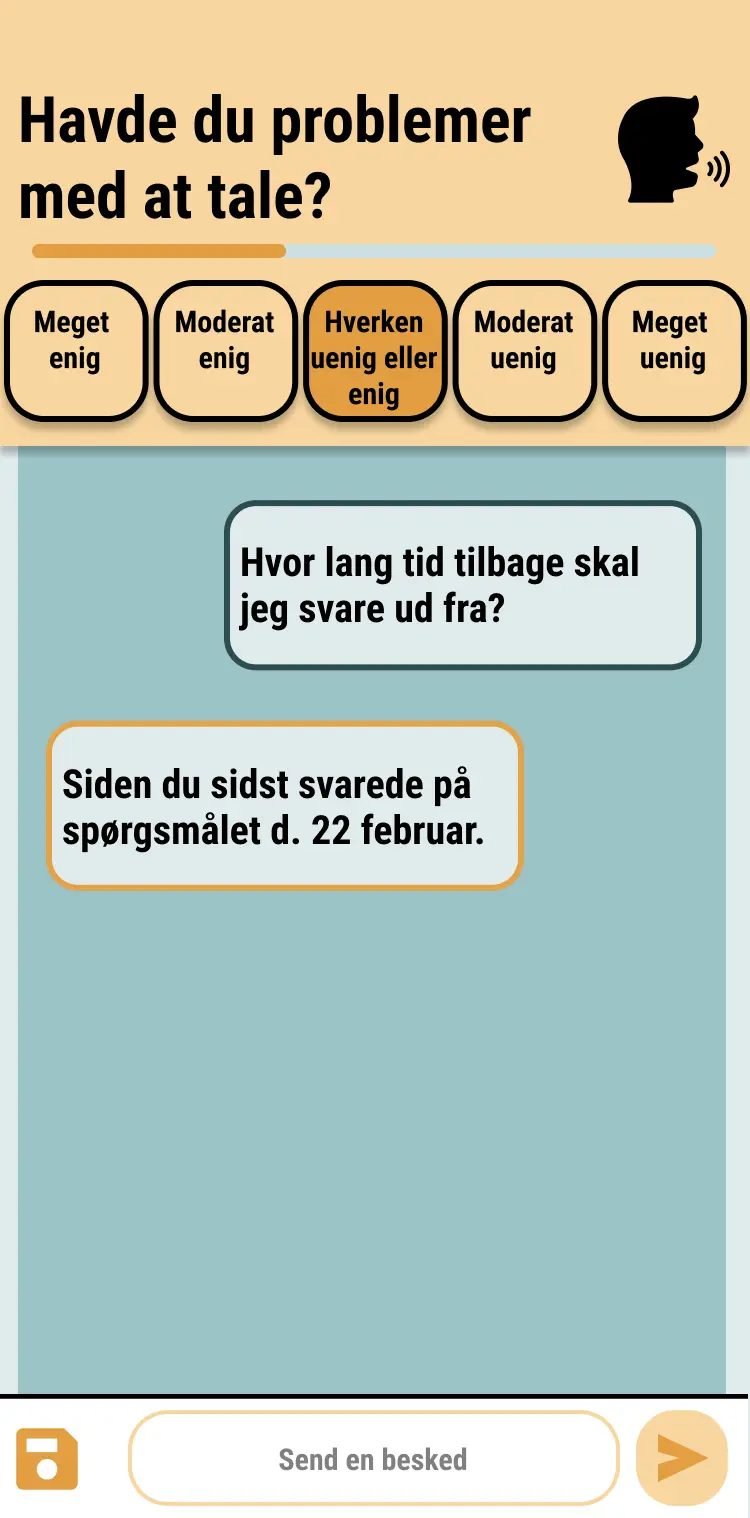 Havde du problemer
med at tale?
Meget
enig
Moderat
enig
Hverken
uenig eller
enig
Moderat
uenig
Meget
uenig
Hvor lang tid tilbage skal
jeg svare ud fra?
Siden du sidst svarede på
spørgsmålet d. 22 februar.
Send en besked